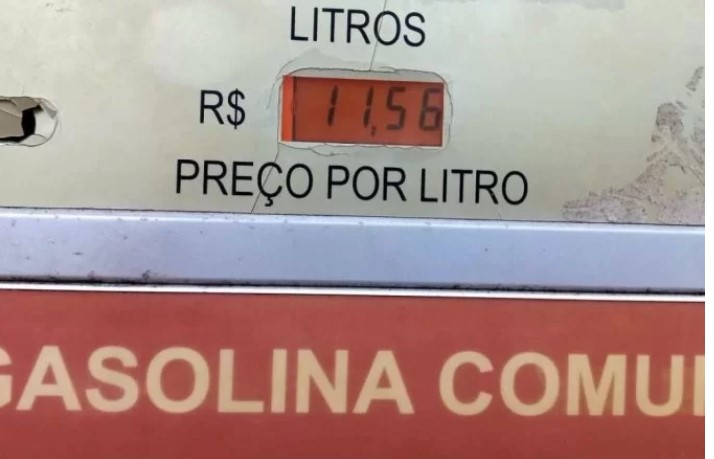 LITROS
R$ 11,56
PREÇO POR LITRO
GASOLINA COMU